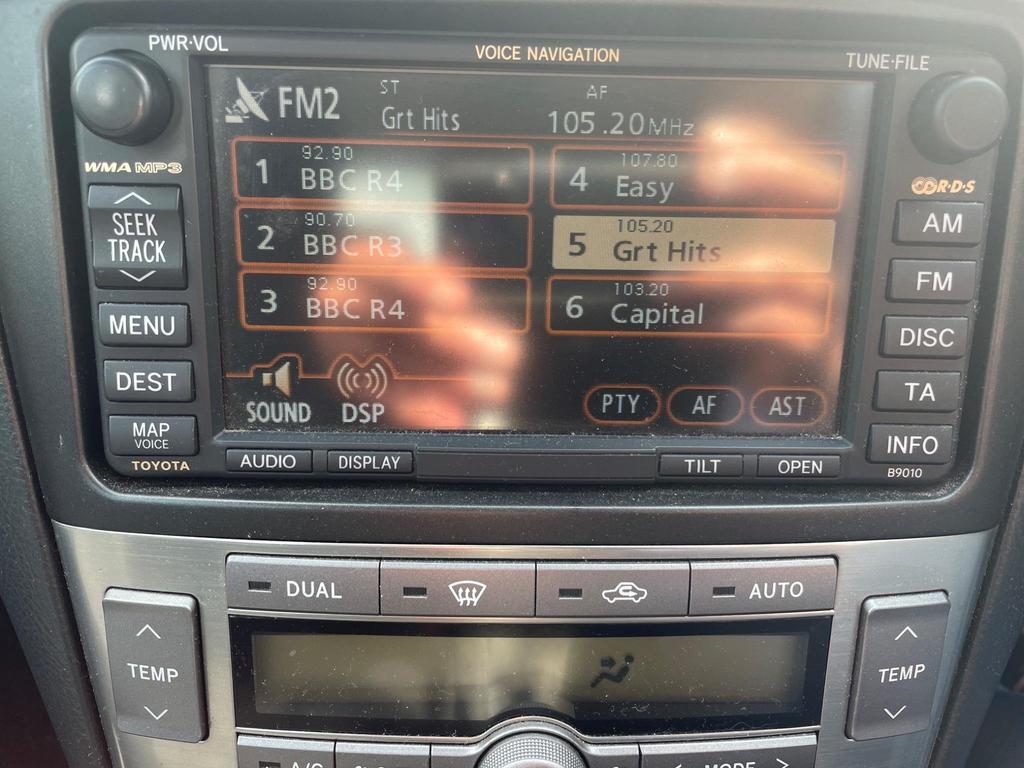 PWR·VOL
VOICE NAVIGATION
TUNE·FILE
FM2
ST
AF
Grt Hits
105.20MHz
WMA MP3
SEEK
TRACK
MENU
DEST
MAP
VOICE
TOYOTA
1
92.90
BBC R4
2
90.70
BBC R3
3
92.90
BBC R4
4
107.80
Easy
5
105.20
Grt Hits
6
103.20
Capital
SOUND
DSP
PTY
AF
AST
R·D·S
AM
FM
DISC
TA
INFO
B9010
AUDIO
DISPLAY
TILT
OPEN
DUAL
AUTO
TEMP
TEMP
A/C
MODE